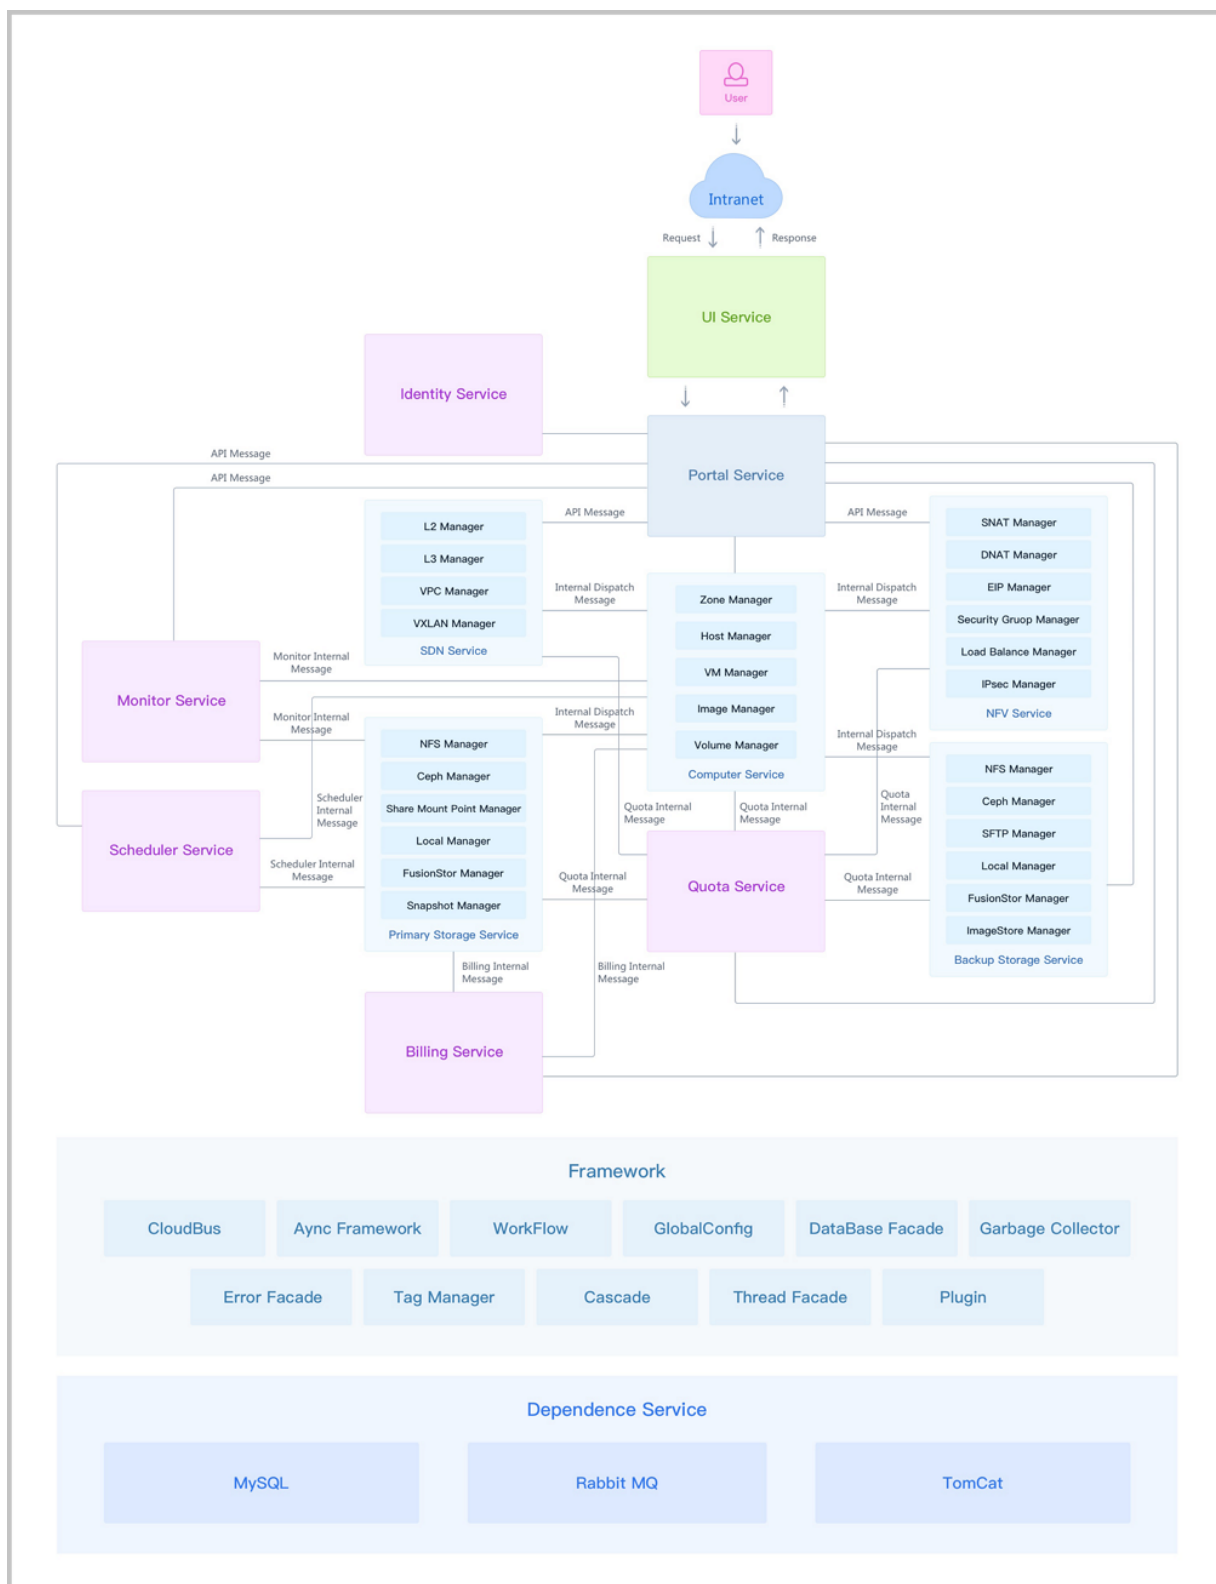 User
Intranet
Request
Response
UI Service
Identity Service
Portal Service
API Message
API Message
API Message
API Message
L2 Manager
L3 Manager
VPC Manager
VXLAN Manager
SDN Service
Internal Dispatch
Message
Zone Manager
Host Manager
VM Manager
Image Manager
Volume Manager
Computer Service
Internal Dispatch
Message
SNAT Manager
DNAT Manager
EIP Manager
Security Gruop Manager
Load Balance Manager
IPsec Manager
NFV Service
Monitor Service
Monitor Internal
Message
Monitor Internal
Message
Internal Dispatch
Message
Internal Dispatch
Message
NFS Manager
Ceph Manager
Share Mount Point Manager
Local Manager
FusionStor Manager
Snapshot Manager
Primary Storage Service
NFS Manager
Ceph Manager
SFTP Manager
Local Manager
FusionStor Manager
ImageStore Manager
Backup Storage Service
Scheduler Service
Scheduler
Internal
Message
Scheduler Internal
Message
Quota Internal
Message
Quota Internal
Message
Quota
Internal
Message
Quota Internal
Message
Quota Service
Quota Internal
Message
Billing Internal
Message
Billing Internal
Message
Billing Service
Framework
CloudBus
Aync Framework
WorkFlow
GlobalConfig
DataBase Facade
Garbage Collector
Error Facade
Tag Manager
Cascade
Thread Facade
Plugin
Dependence Service
MySQL
Rabbit MQ
TomCat